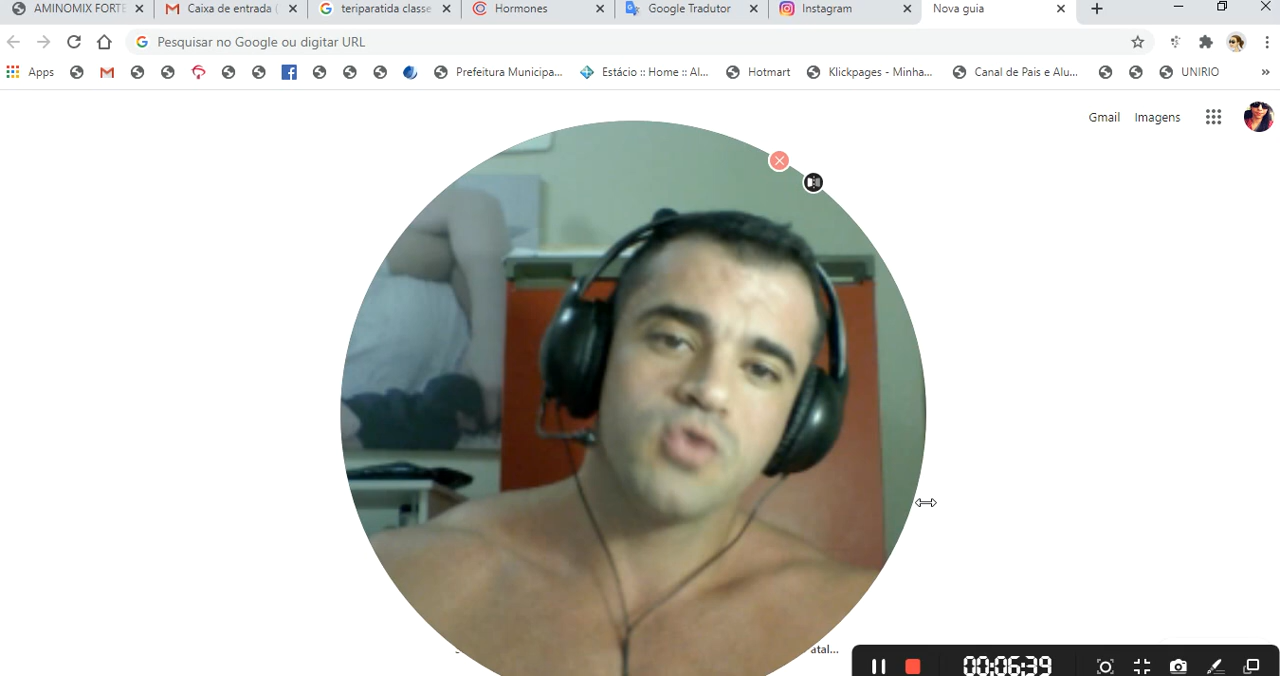 AMINOMIX FORTE
Caixa de entrada (
teriparatida classe
Hormones
Google Tradutor
Instagram
Nova guia
Pesquisar no Google ou digitar URL
Apps
Prefeitura Municipa...
Estácio :: Home :: Al...
Hotmart
Klickpages - Minha...
Canal de Pais e Alu...
UNIRIO
»
Gmail Imagens
atal...
00:06:39